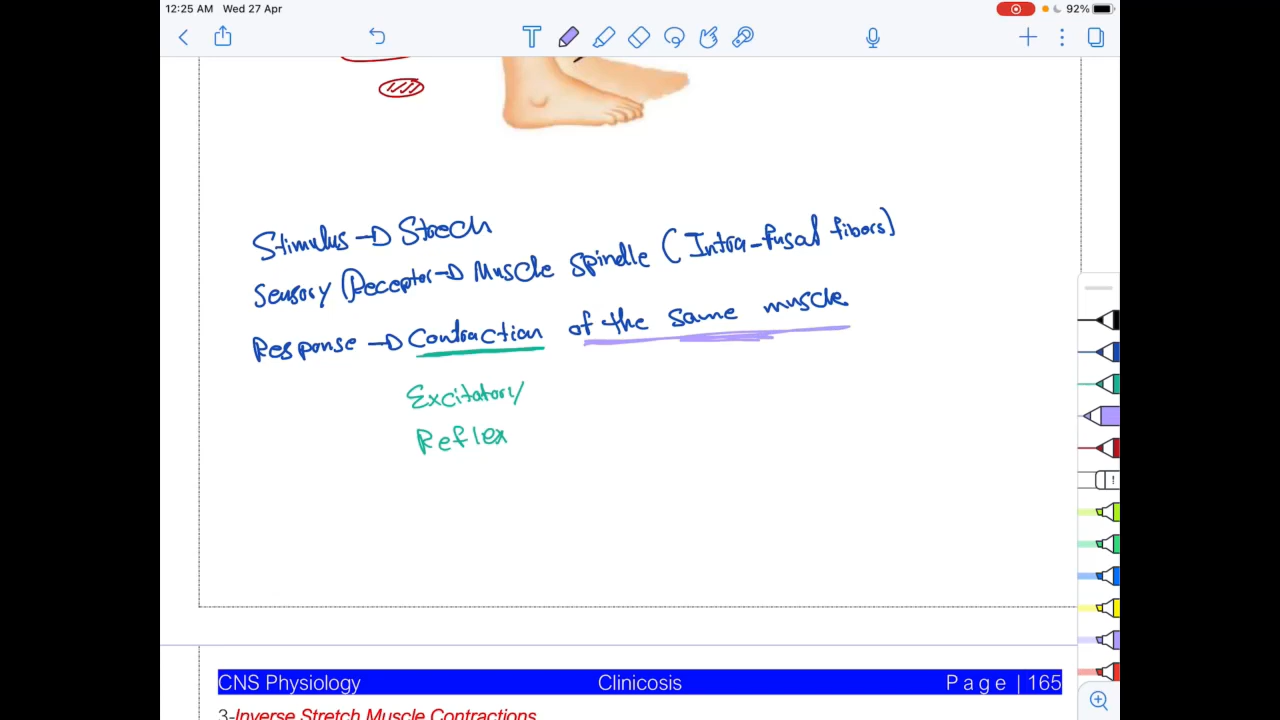 12:25 AM Wed 27 Apr 92%
T
Stimulus → Strech
Sensory (Receptor → Muscle spindle (Intra-fusal fibers)
Response → Contraction of the same muscle
Excitatory
Reflex
CNS Physiology Clinicosis Page | 165
3-Inverse Stretch Muscle Contractions